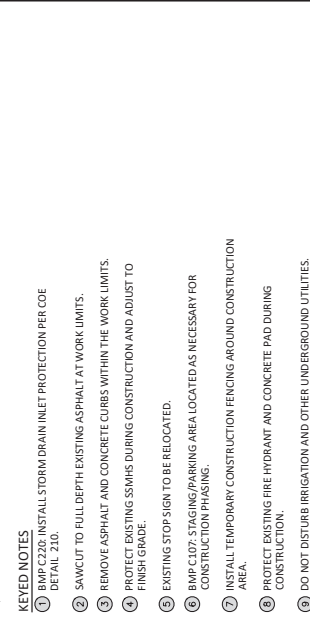 KEYED NOTES
1 BMP C220: INSTALL STORM DRAIN INLET PROTECTION PER COE
DETAIL 210.
2 SAWCUT TO FULL DEPTH EXISTING ASPHALT AT WORK LIMITS.
3 REMOVE ASPHALT AND CONCRETE CURBS WITHIN THE WORK LIMITS.
4 PROTECT EXISTING SSMHS DURING CONSTRUCTION AND ADJUST TO
FINISH GRADE.
5 EXISTING STOP SIGN TO BE RELOCATED.
6 BMP C107: STAGING/PARKING AREA LOCATED AS NECESSARY FOR
CONSTRUCTION PHASING.
7 INSTALL TEMPORARY CONSTRUCTION FENCING AROUND CONSTRUCTION
AREA.
8 PROTECT EXISTING FIRE HYDRANT AND CONCRETE PAD DURING
CONSTRUCTION.
9 DO NOT DISTURB IRRIGATION AND OTHER UNDERGROUND UTILITIES.